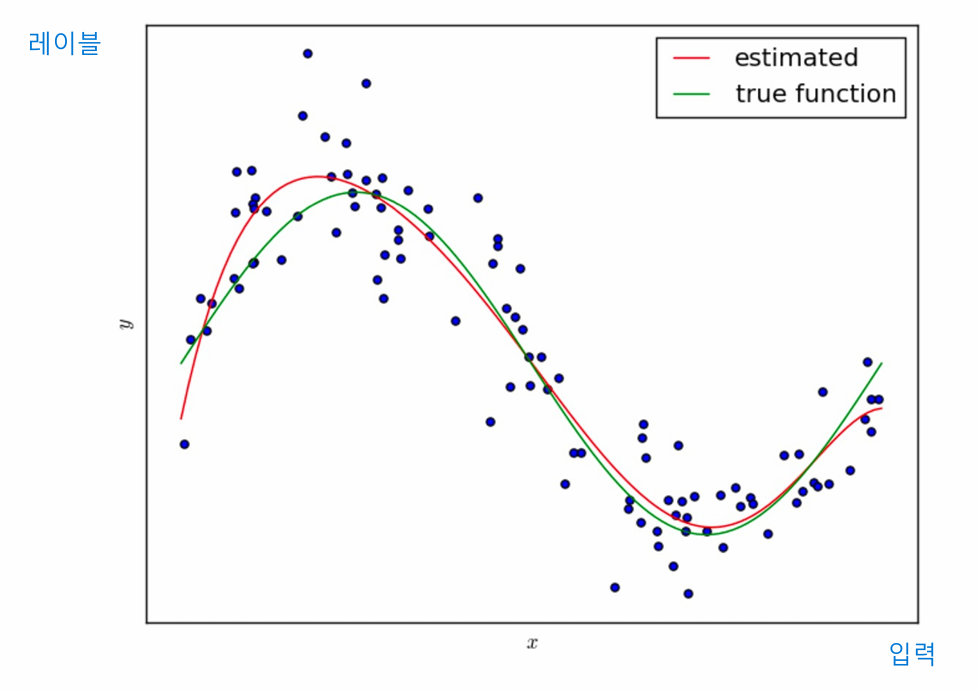 레이블
estimated
true function
y
x
입력